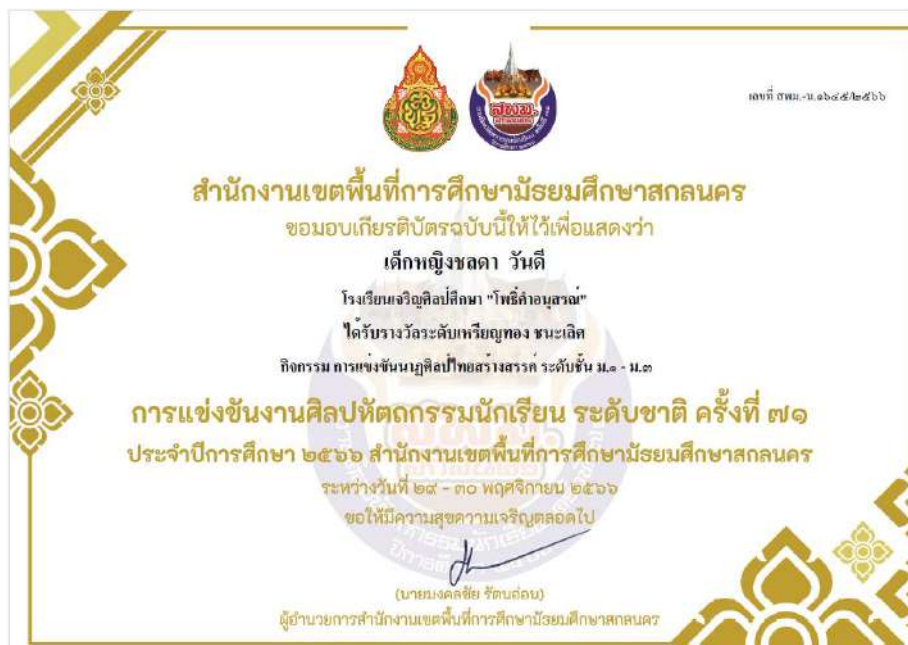 เลขที่ สพม.-น.๑๖๔๕/๒๕๖๖
สพม.
สำนักงานเขตพื้นที่การศึกษามัธยมศึกษาสกลนคร
ขอมอบเกียรติบัตรฉบับนี้ให้ไว้เพื่อแสดงว่า
เด็กหญิงชลดา วันดี
โรงเรียนเจริญศิลป์ศึกษา "โพธิ์คำอนุสรณ์"
ได้รับรางวัลระดับเหรียญทอง ชนะเลิศ
กิจกรรม การแข่งขันนาฏศิลป์ไทยสร้างสรรค์ ระดับชั้น ม.๑ - ม.๓
การแข่งขันงานศิลปหัตถกรรมนักเรียน ระดับชาติ ครั้งที่ ๗๑
ประจำปีการศึกษา ๒๕๖๖ สำนักงานเขตพื้นที่การศึกษามัธยมศึกษาสกลนคร
ระหว่างวันที่ ๒๙ - ๓๐ พฤศจิกายน ๒๕๖๖
ขอให้มีความสุขความเจริญตลอดไป
(นายมงคลชัย รัตนอ่อน)
ผู้อำนวยการสำนักงานเขตพื้นที่การศึกษามัธยมศึกษาสกลนคร